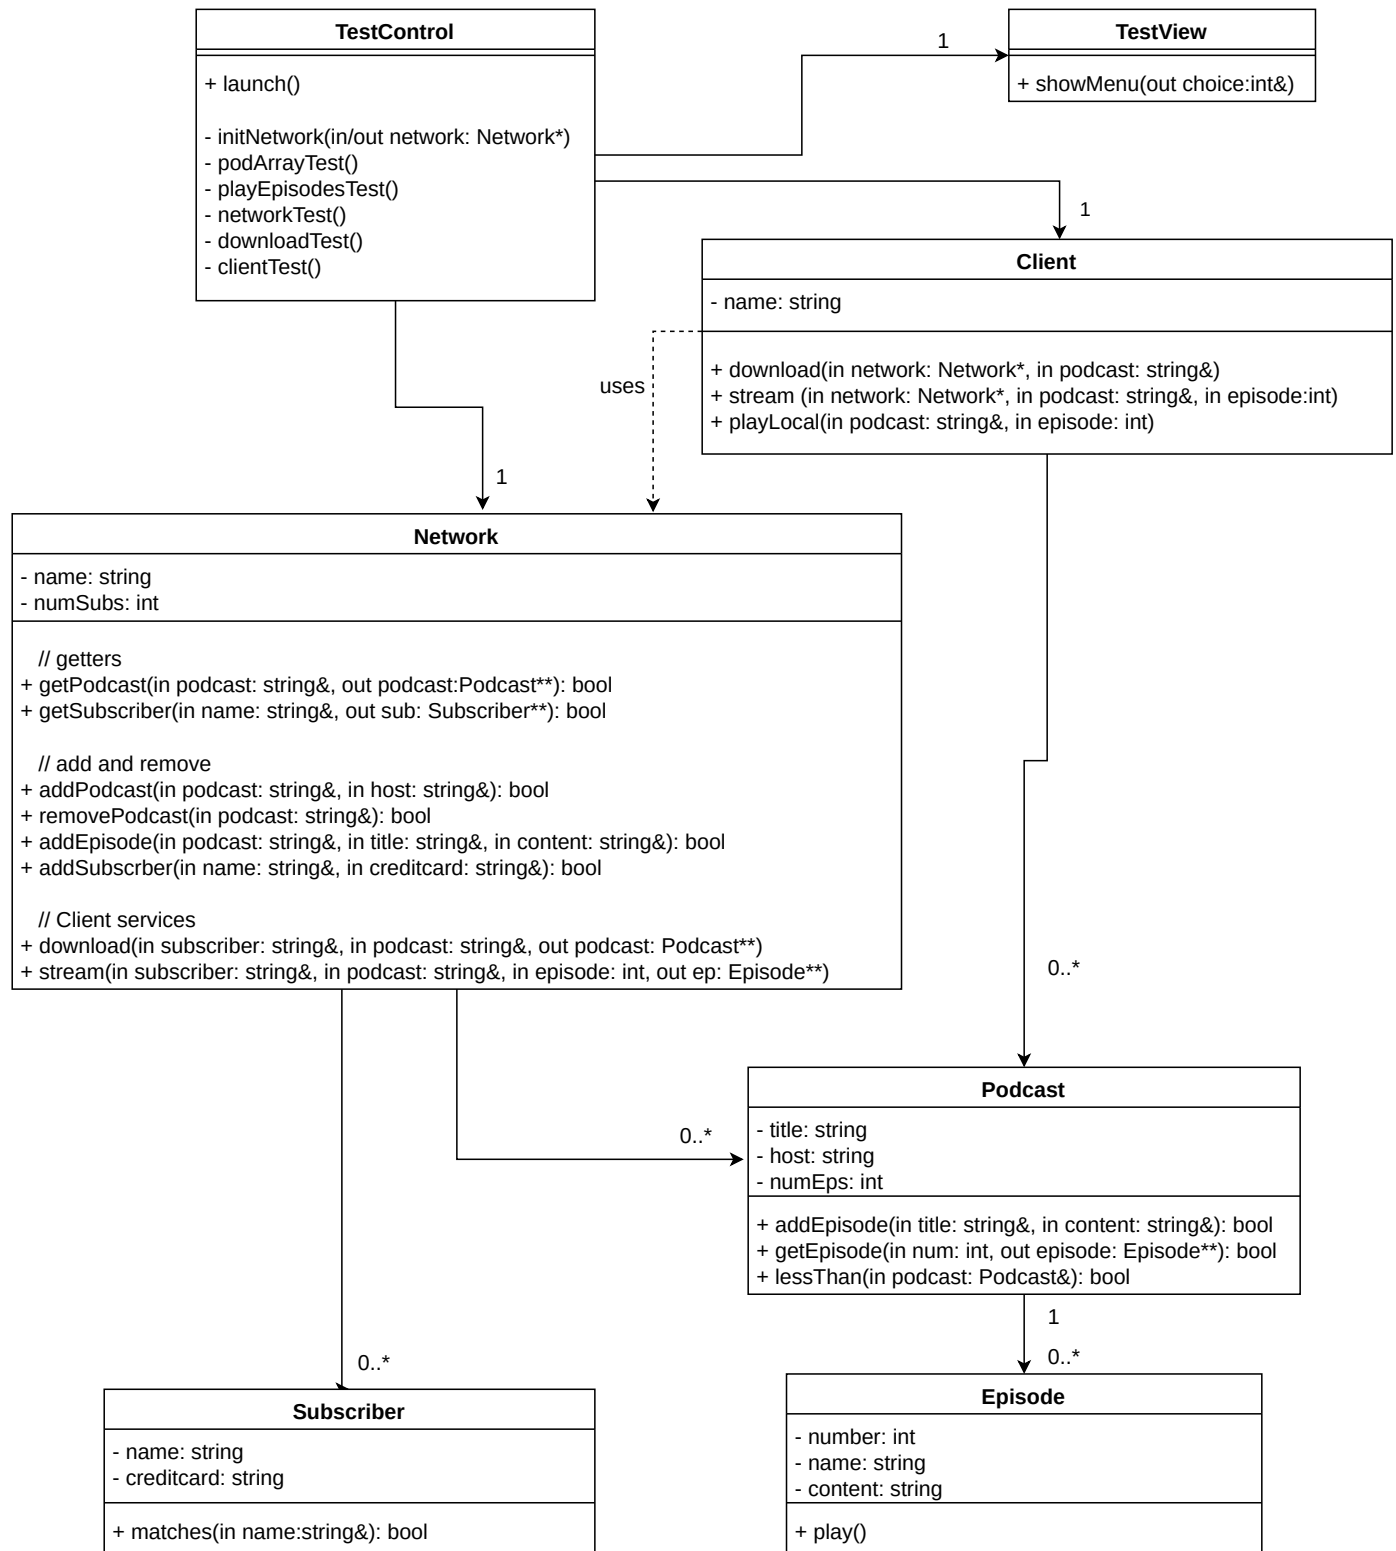 TestControl
+ launch()
- initNetwork(in/out network: Network*)
- podArrayTest()
- playEpisodesTest()
- networkTest()
- downloadTest()
- clientTest()
1
TestView
+ showMenu(out choice:int&)
1
Client
- name: string
+ download(in network: Network*, in podcast: string&)
+ stream (in network: Network*, in podcast: string&, in episode:int)
+ playLocal(in podcast: string&, in episode: int)
uses
1
Network
- name: string
- numSubs: int
// getters
+ getPodcast(in podcast: string&, out podcast:Podcast**): bool
+ getSubscriber(in name: string&, out sub: Subscriber**): bool
// add and remove
+ addPodcast(in podcast: string&, in host: string&): bool
+ removePodcast(in podcast: string&): bool
+ addEpisode(in podcast: string&, in title: string&, in content: string&): bool
+ addSubscrber(in name: string&, in creditcard: string&): bool
// Client services
+ download(in subscriber: string&, in podcast: string&, out podcast: Podcast**)
+ stream(in subscriber: string&, in podcast: string&, in episode: int, out ep: Episode**)
0..*
0..*
Podcast
- title: string
- host: string
- numEps: int
+ addEpisode(in title: string&, in content: string&): bool
+ getEpisode(in num: int, out episode: Episode**): bool
+ lessThan(in podcast: Podcast&): bool
1
0..*
0..*
Subscriber
- name: string
- creditcard: string
+ matches(in name:string&): bool
Episode
- number: int
- name: string
- content: string
+ play()